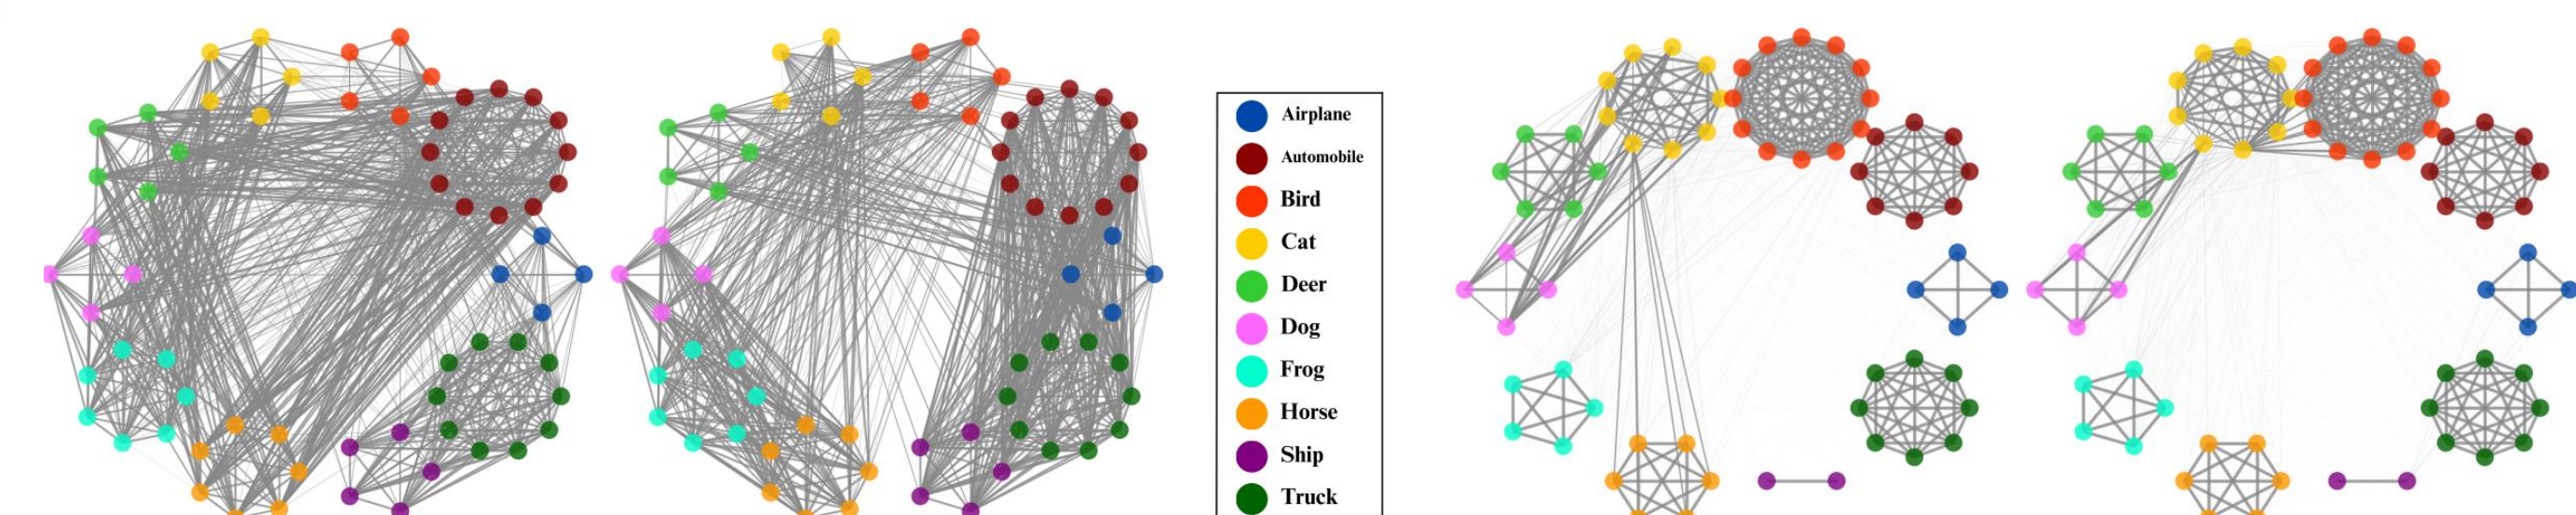 Airplane
Automobile
Bird
Cat
Deer
Dog
Frog
Horse
Ship
Truck